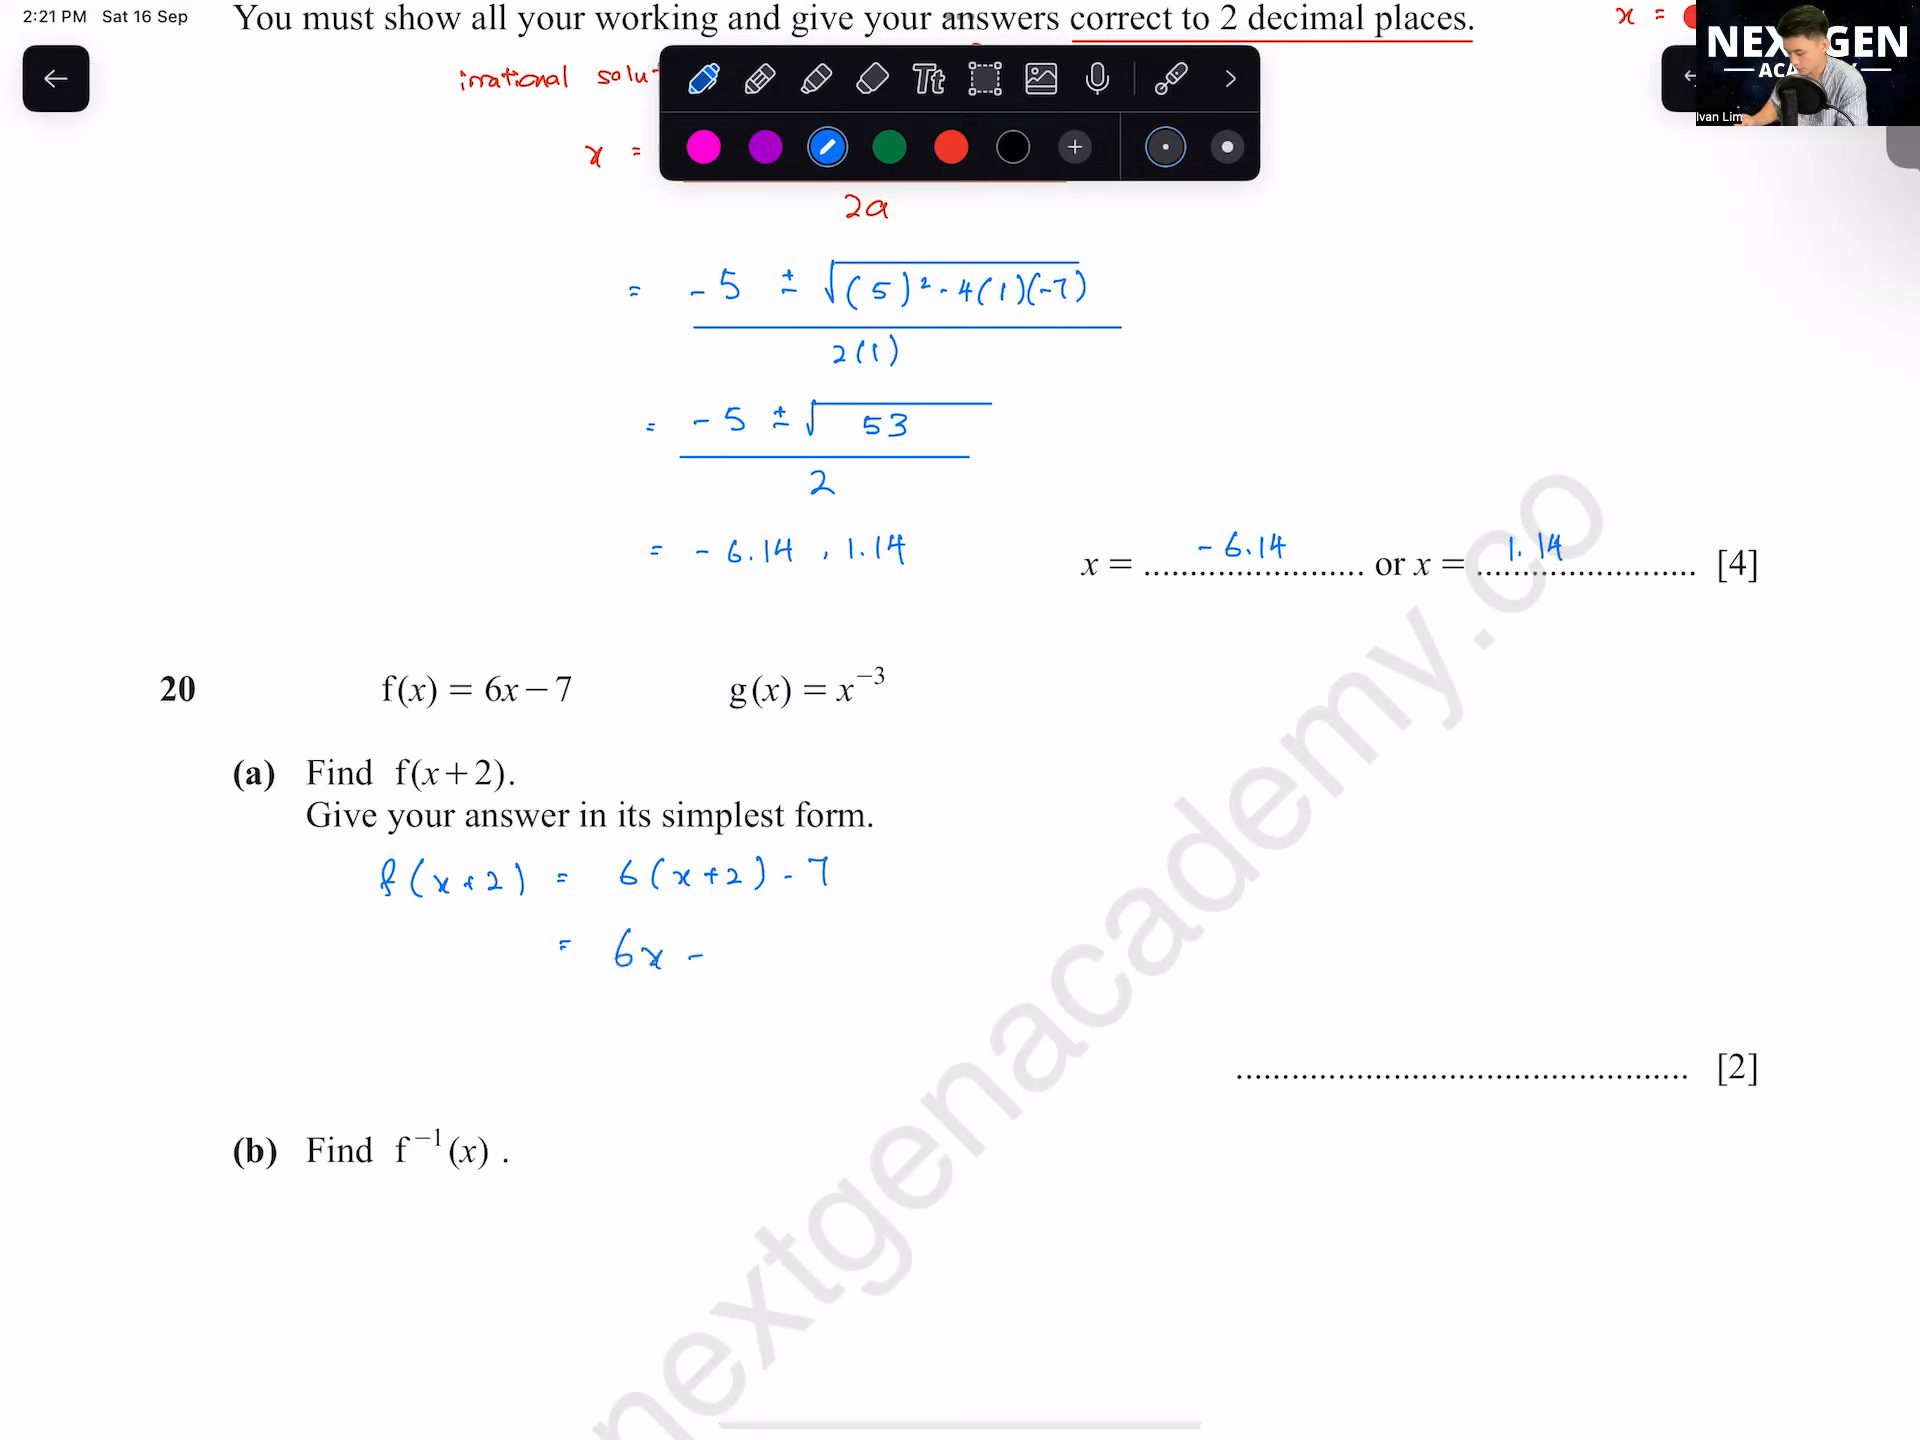 2:21 PM Sat 16 Sep
You must show all your working and give your answers correct to 2 decimal places.
x =
NEXTGEN
ACADEMY
Ivan Lim
irrational
Tt
x =
2a
= -5 ± √(5)² - 4(1)(-7)
2(1)
= -5 ± √53
2
= -6.14 , 1.14
x = -6.14 or x = 1.14 [4]
20 f(x) = 6x − 7 g(x) = x⁻³
(a) Find f(x+2).
Give your answer in its simplest form.
f(x+2) = 6(x+2) - 7
= 6x -
[2]
(b) Find f⁻¹(x) .
nextgenacademy.co